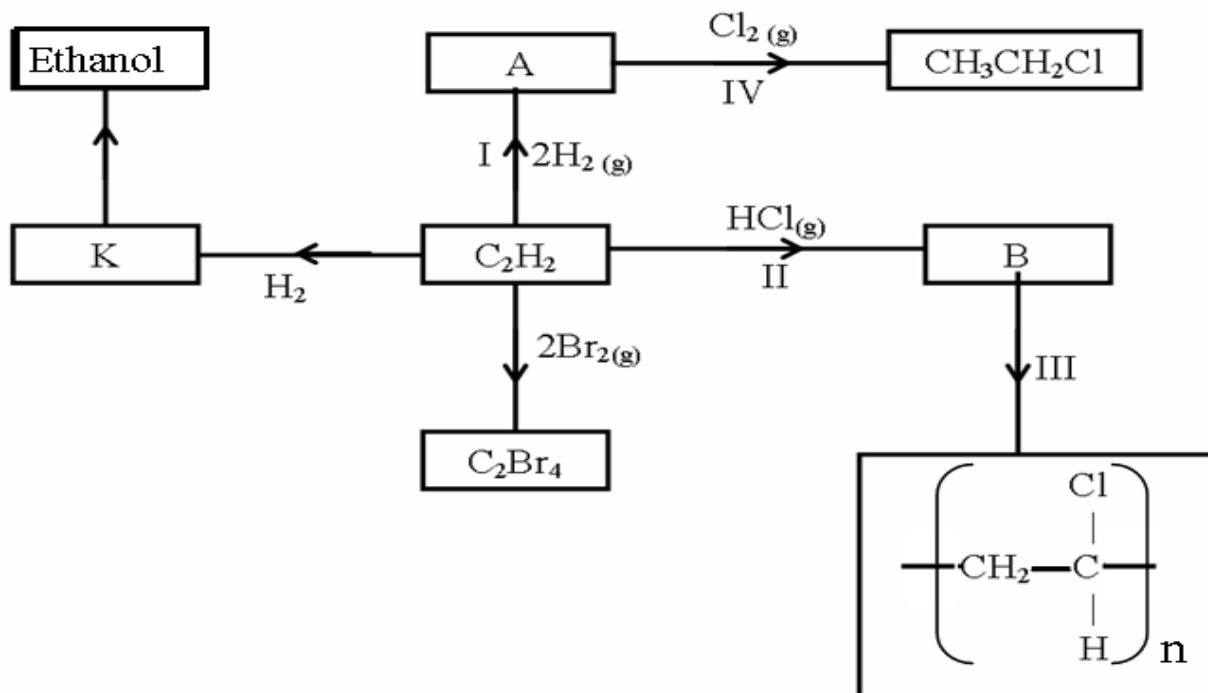 Ethanol
A
Cl₂ (g)
IV
CH₃CH₂Cl
I
2H₂ (g)
K
H₂
C₂H₂
HCl(g)
II
B
2Br₂(g)
III
C₂Br₄
Cl
CH₂—C
H
n